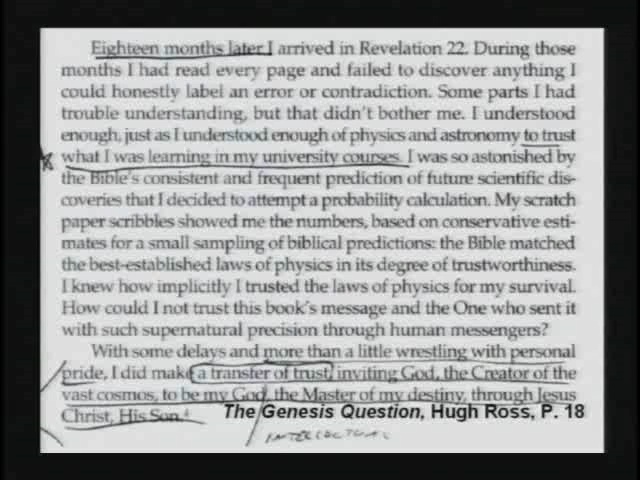 Eighteen months later I arrived in Revelation 22. During those
months I had read every page and failed to discover anything I
could honestly label an error or contradiction. Some parts I had
trouble understanding, but that didn't bother me. I understood
enough, just as I understood enough of physics and astronomy to trust
what I was learning in my university courses. I was so astonished by
the Bible's consistent and frequent prediction of future scientific dis-
coveries that I decided to attempt a probability calculation. My scratch
paper scribbles showed me the numbers, based on conservative esti-
mates for a small sampling of biblical predictions: the Bible matched
the best-established laws of physics in its degree of trustworthiness.
I knew how implicitly I trusted the laws of physics for my survival.
How could I not trust this book's message and the One who sent it
with such supernatural precision through human messengers?
With some delays and more than a little wrestling with personal
pride, I did make a transfer of trust, inviting God, the Creator of the
vast cosmos, to be my God, the Master of my destiny, through Jesus
Christ, His Son.4
The Genesis Question, Hugh Ross, P. 18
INTELLECTUAL